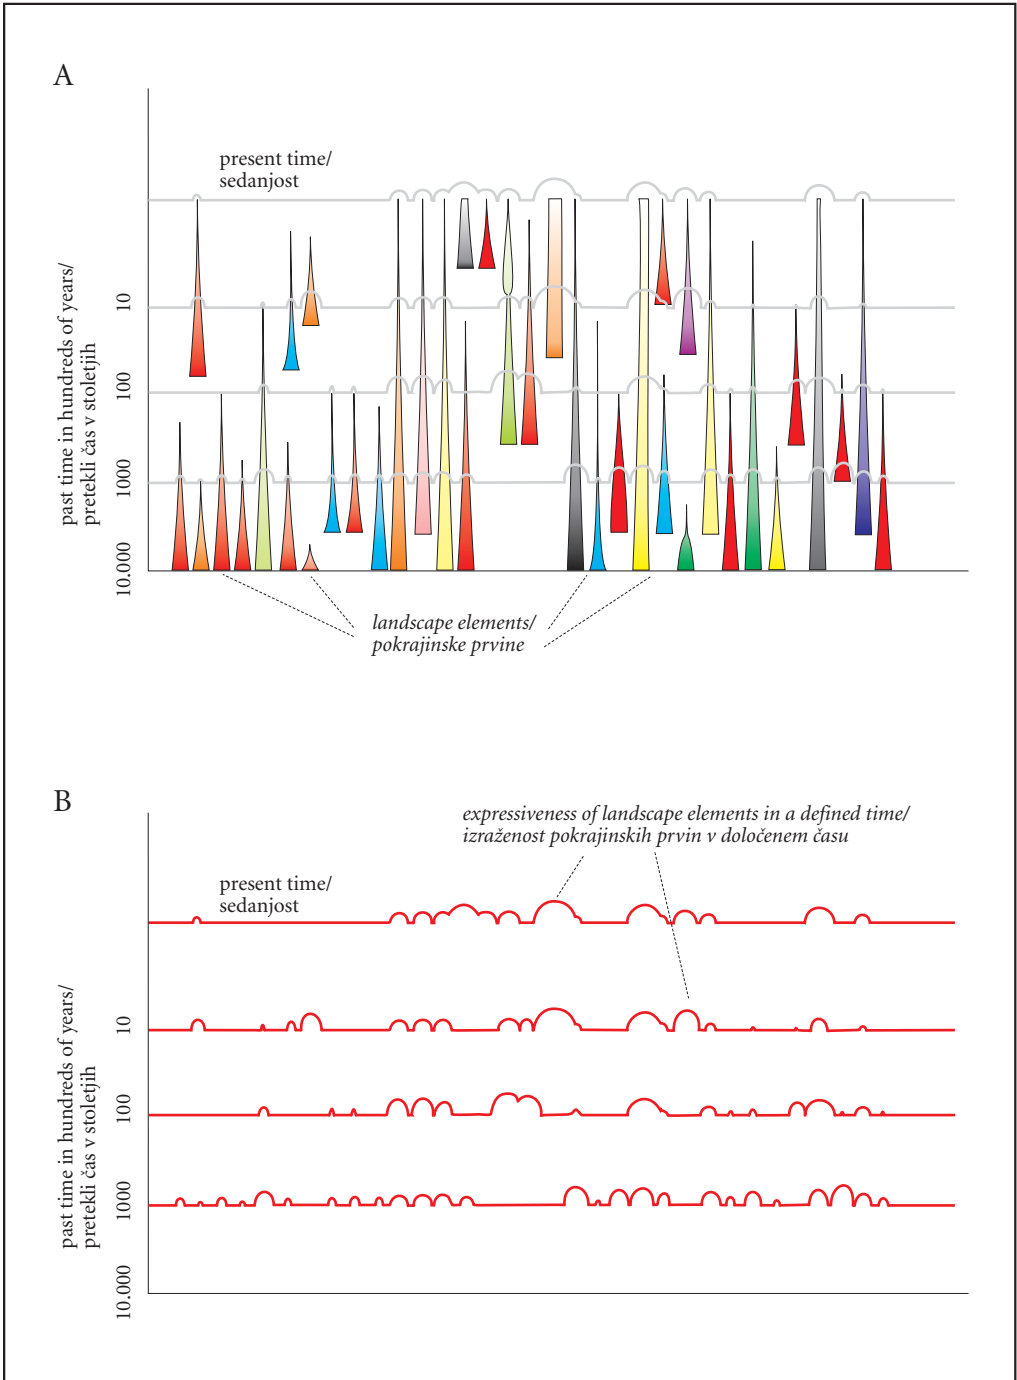 A
present time/
sedanjost
past time in hundreds of years/
pretekli čas v stoletjih
10
100
1000
10.000
landscape elements/
pokrajinske prvine
B
expressiveness of landscape elements in a defined time/
izraženost pokrajinskih prvin v določenem času
present time/
sedanjost
past time in hundreds of years/
pretekli čas v stoletjih
10
100
1000
10.000